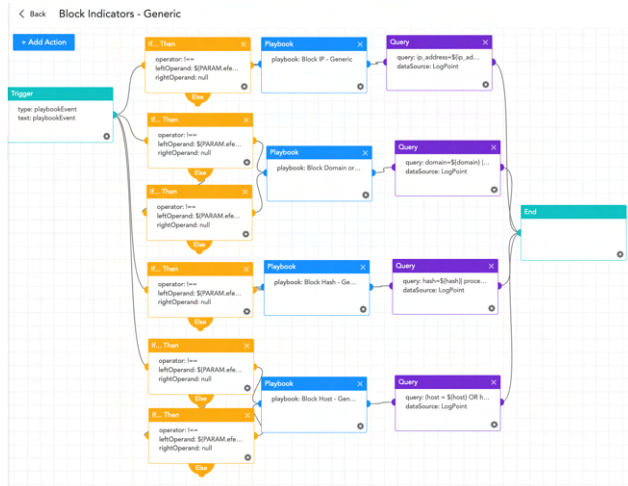 Back Block Indicators - Generic
+ Add Action
Trigger
type: playbookEvent
text: playbookEvent
If... Then
operator: !==
leftOperand: ${PARAM.efe...
rightOperand: null
Else
Playbook
playbook: Block IP - Generic
Query
query: ip_address=${ip_ad...
dataSource: LogPoint
If... Then
operator: !==
leftOperand: ${PARAM.efe...
rightOperand: null
Else
If... Then
operator: !==
leftOperand: ${PARAM.efe...
rightOperand: null
Else
Playbook
playbook: Block Domain or...
Query
query: domain=${domain} |...
dataSource: LogPoint
End
If... Then
operator: !==
leftOperand: ${PARAM.efe...
rightOperand: null
Else
Playbook
playbook: Block Hash - Ge...
Query
query: hash=${hash}| proce...
dataSource: LogPoint
If... Then
operator: !==
leftOperand: ${PARAM.efe...
rightOperand: null
Else
If... Then
operator: !==
leftOperand: ${PARAM.efe...
rightOperand: null
Else
Playbook
playbook: Block Host - Gen...
Query
query: (host = ${host} OR h...
dataSource: LogPoint